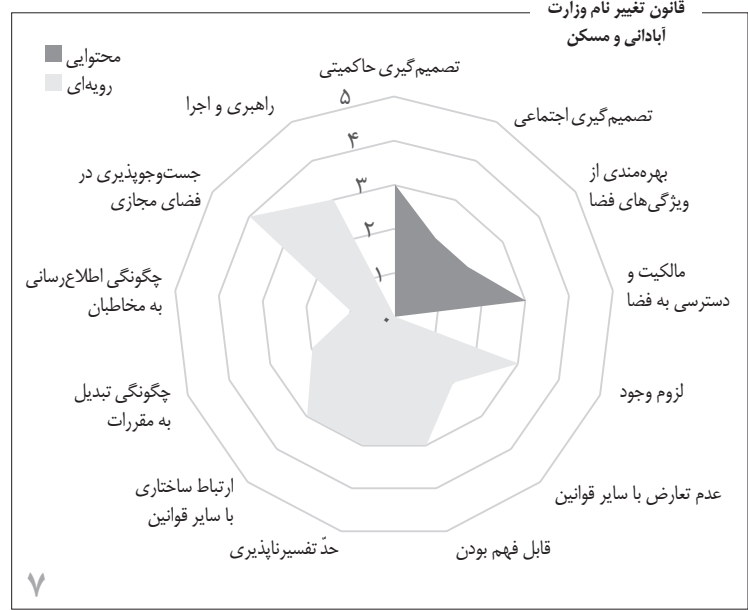 قانون تغییر نام وزارت
آبادانی و مسکن
محتوایی
رویه‌ای
تصمیم‌گیری حاکمیتی
تصمیم‌گیری اجتماعی
بهره‌مندی از
ویژگی‌های فضا
مالکیت و
دسترسی به فضا
لزوم وجود
عدم تعارض با سایر قوانین
قابل فهم بودن
حدّ تفسیرناپذیری
ارتباط ساختاری
با سایر قوانین
چگونگی تبدیل
به مقررات
چگونگی اطلاع‌رسانی
به مخاطبان
جست‌وجوپذیری در
فضای مجازی
راهبری و اجرا
۵
۴
۳
۲
۱
۰
۷